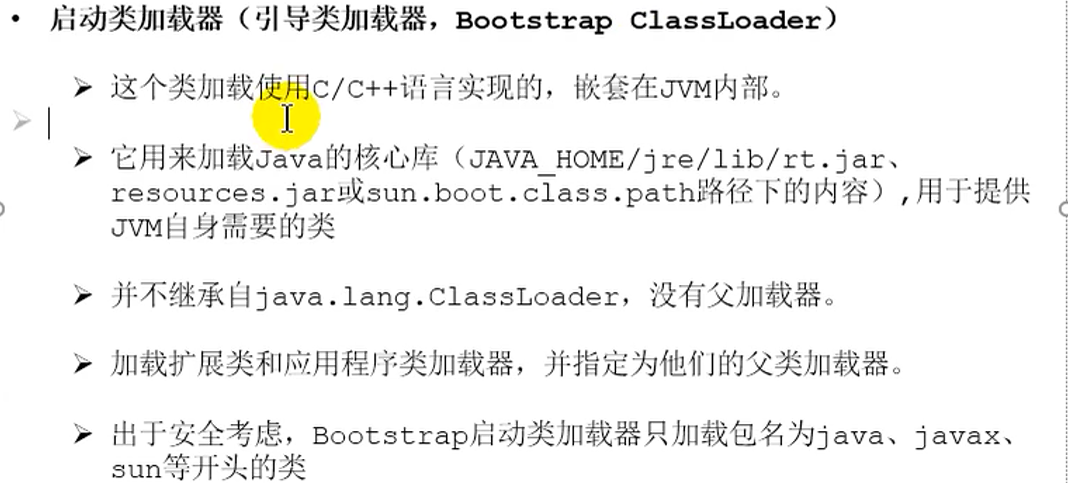 • 启动类加载器（引导类加载器，Bootstrap ClassLoader）
➢ 这个类加载使用C/C++语言实现的，嵌套在JVM内部。
➢ 它用来加载Java的核心库（JAVA_HOME/jre/lib/rt.jar、
resources.jar或sun.boot.class.path路径下的内容）,用于提供
JVM自身需要的类
➢ 并不继承自java.lang.ClassLoader，没有父加载器。
➢ 加载扩展类和应用程序类加载器，并指定为他们的父类加载器。
➢ 出于安全考虑，Bootstrap启动类加载器只加载包名为java、javax、
sun等开头的类